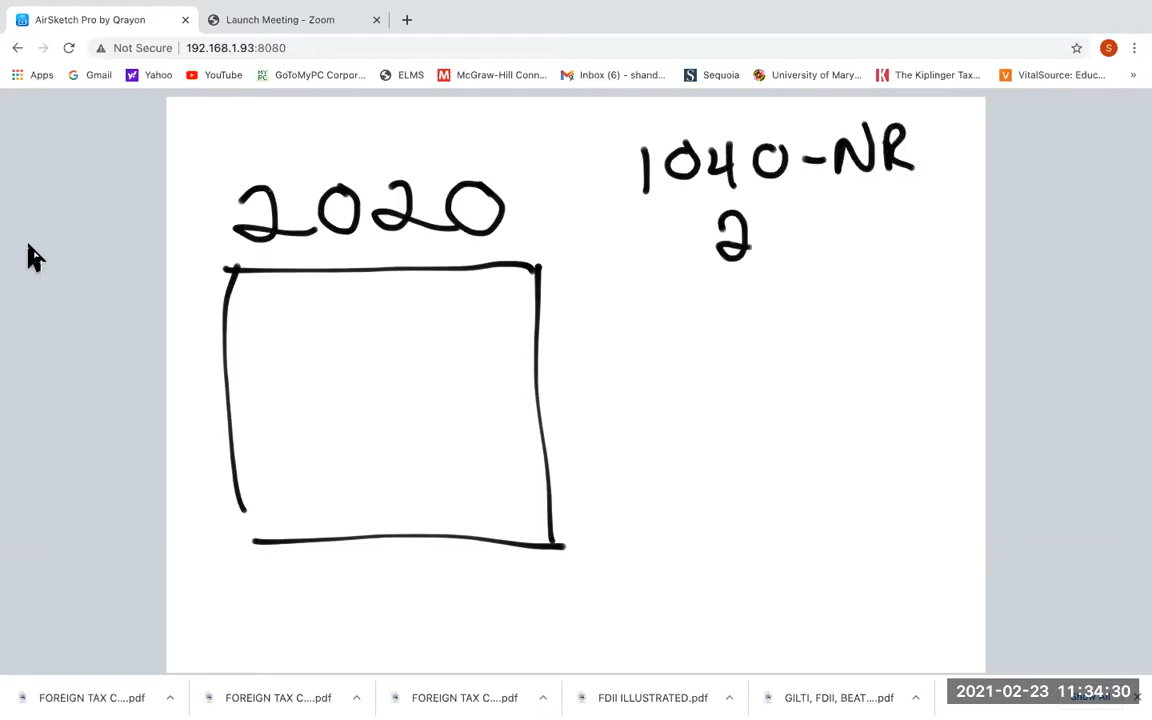 AirSketch Pro by Qrayon
Launch Meeting - Zoom
Not Secure | 192.168.1.93:8080
Apps Gmail Yahoo YouTube GoToMyPC Corpor... ELMS McGraw-Hill Conn... Inbox (6) - shand... Sequoia University of Mary... The Kiplinger Tax... VitalSource: Educ... »
1040-NR
2020
2
FOREIGN TAX C....pdf FOREIGN TAX C....pdf FOREIGN TAX C....pdf FDII ILLUSTRATED.pdf GILTI, FDII, BEAT....pdf
2021-02-23 11:34:30